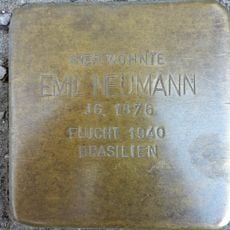 HIER WOHNTE
EMIL NEUMANN
JG. 1876
FLUCHT 1940
BRASILIEN